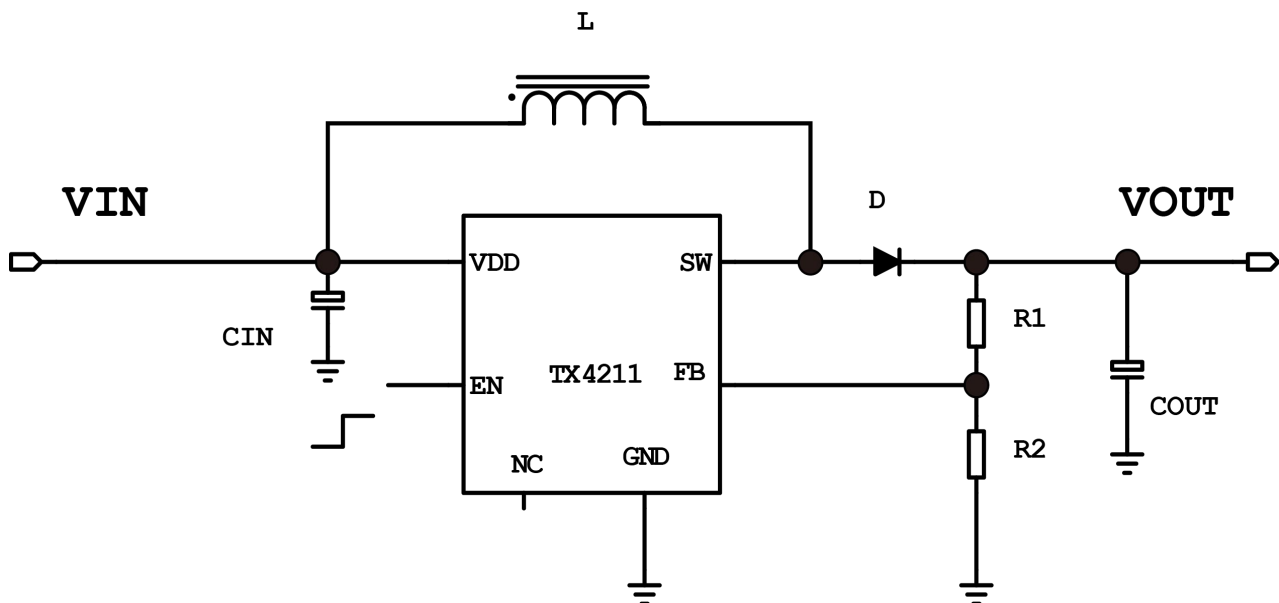 L
VIN
D
VOUT
VDD
SW
CIN
R1
EN
TX4211
FB
COUT
NC
GND
R2